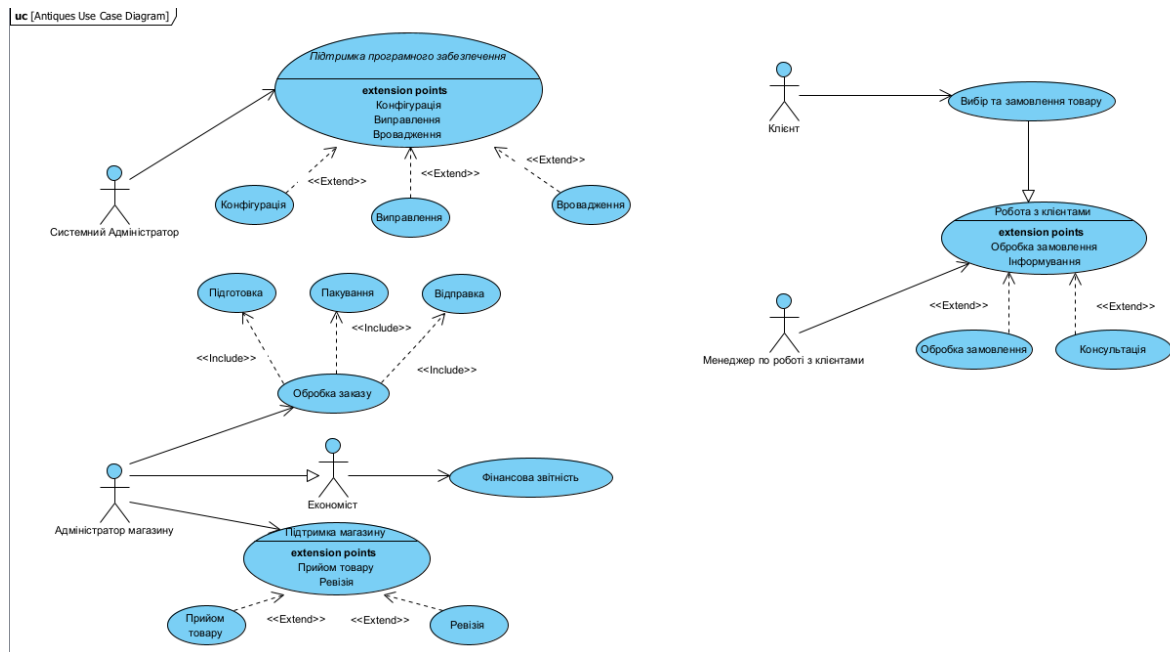 uc [Antiques Use Case Diagram]
Підтримка програмного забезпечення
extension points
Конфігурація
Виправлення
Вровадження
<<Extend>>
<<Extend>>
<<Extend>>
Конфігурація
Виправлення
Вровадження
Системний Адміністратор
Підготовка
Пакування
Відправка
<<Include>>
<<Include>>
<<Include>>
Обробка заказу
Адміністратор магазину
Економіст
Фінансова звітність
Підтримка магазину
extension points
Прийом товару
Ревізія
<<Extend>>
<<Extend>>
Прийом
товару
Ревізія
Клієнт
Вибір та замовлення товару
Робота з клієнтами
extension points
Обробка замовлення
Інформування
<<Extend>>
<<Extend>>
Менеджер по роботі з клієнтами
Обробка замовлення
Консультація